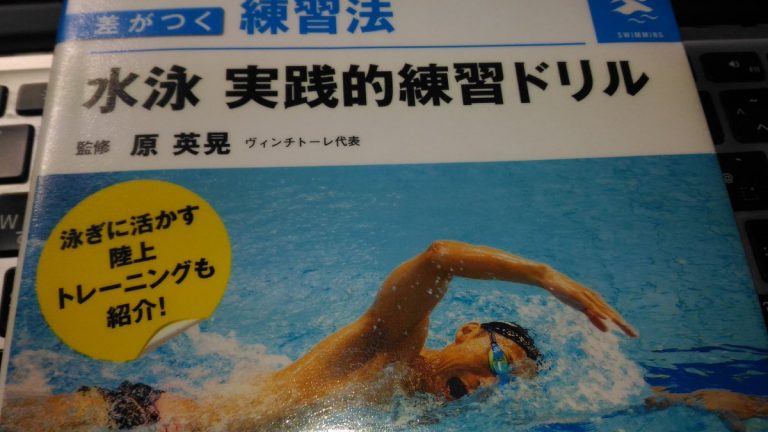 差がつく 練習法
SWIMMING
水泳 実践的練習ドリル
監修 原 英晃 ヴィンチトーレ代表
泳ぎに活かす
陸上
トレーニングも
紹介!
W